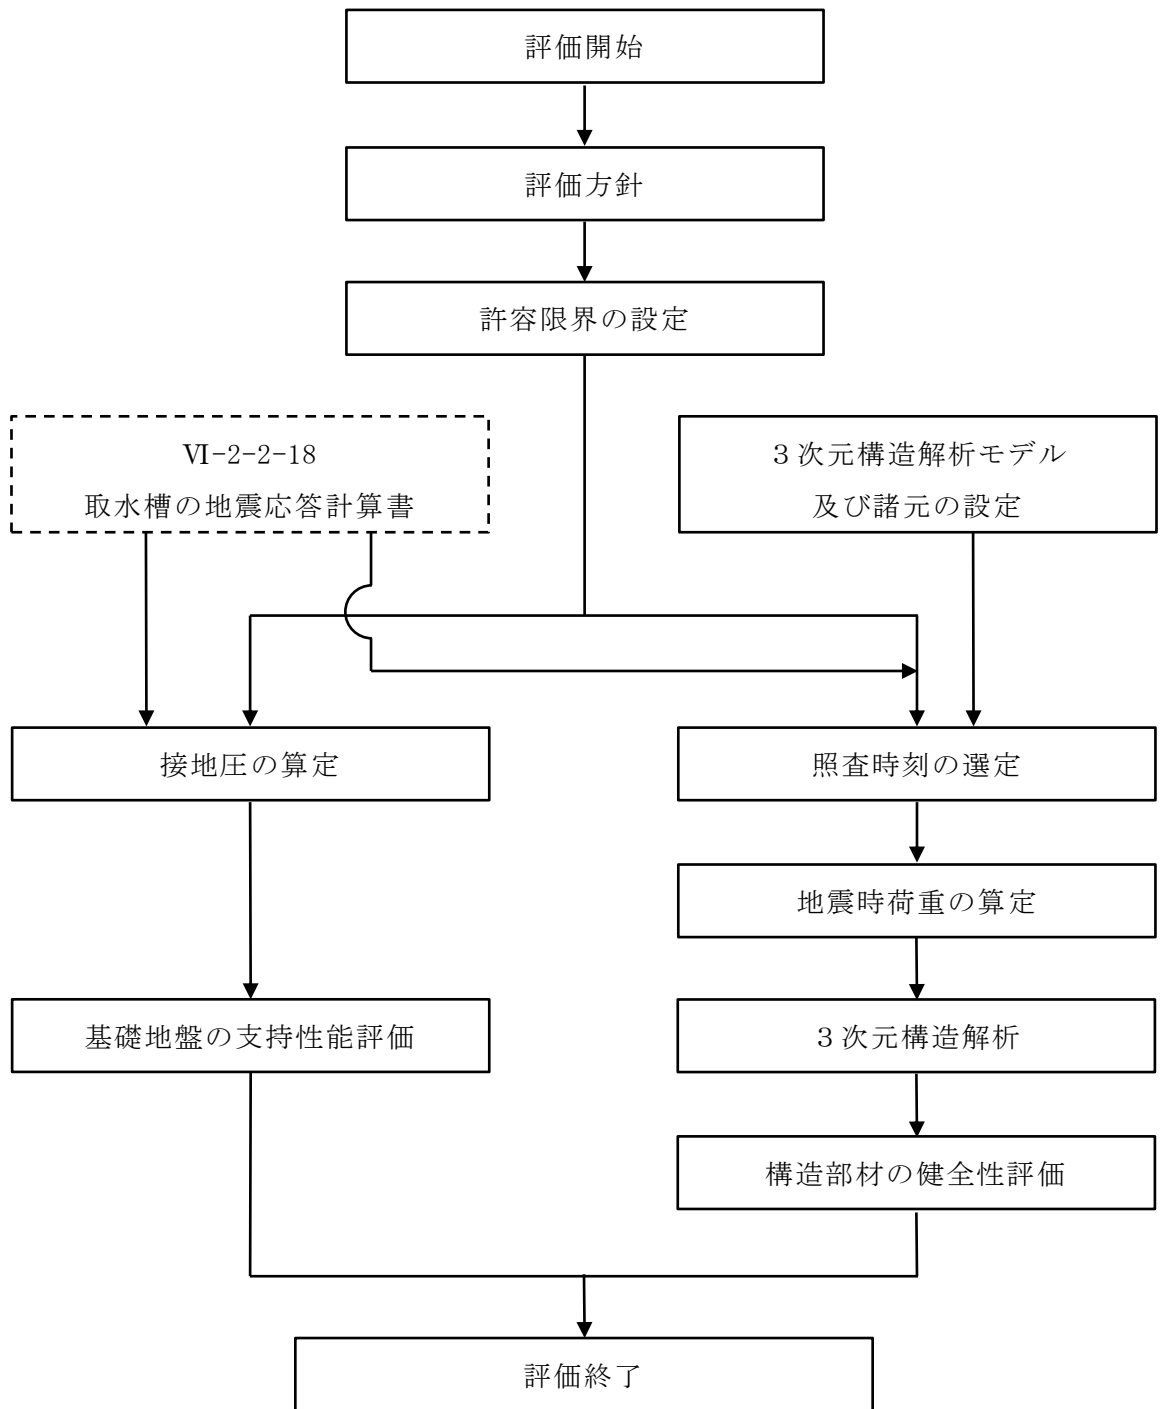 評価開始
評価方針
許容限界の設定
Ⅵ-2-2-18
取水槽の地震応答計算書
３次元構造解析モデル
及び諸元の設定
接地圧の算定
照査時刻の選定
地震時荷重の算定
基礎地盤の支持性能評価
３次元構造解析
構造部材の健全性評価
評価終了